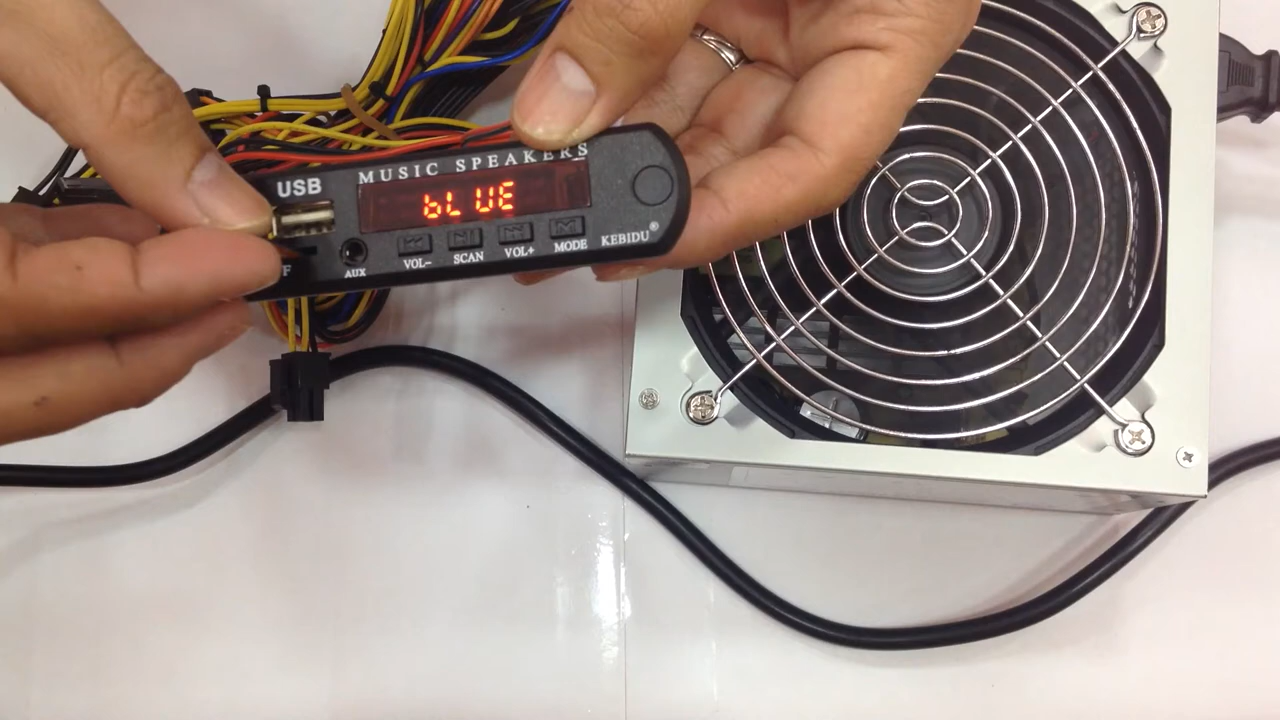 MUSIC SPEAKERS
USB
bLUE
F
AUX
VOL-
SCAN
VOL+
MODE
KEBIDU®